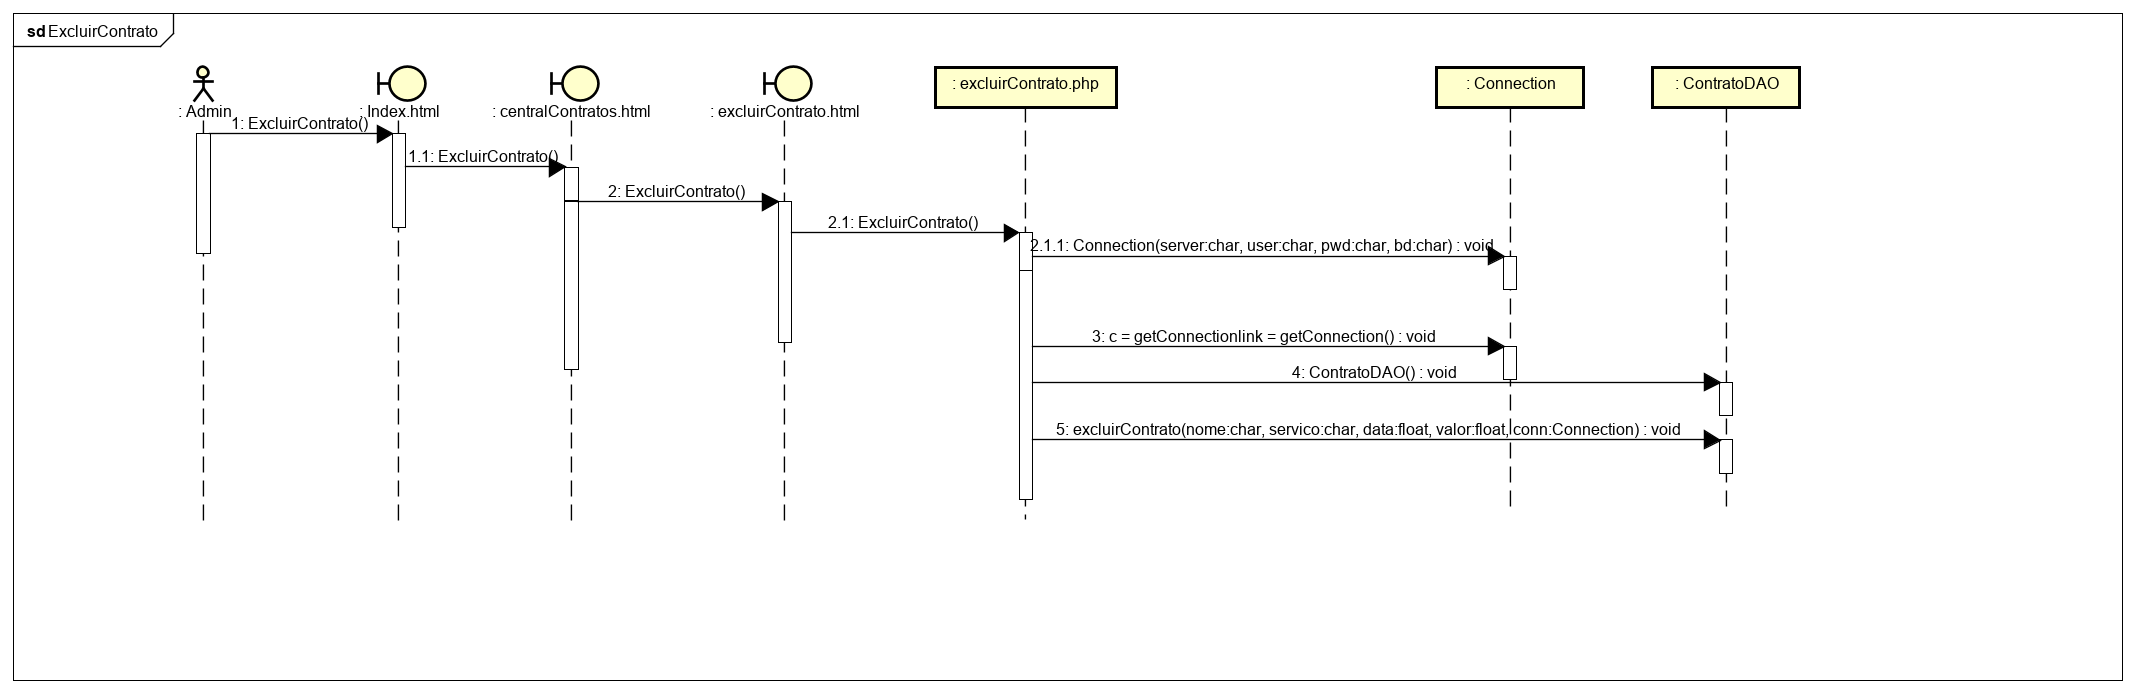 sd ExcluirContrato
: Admin
: Index.html
: centralContratos.html
: excluirContrato.html
: excluirContrato.php
: Connection
: ContratoDAO
1: ExcluirContrato()
1.1: ExcluirContrato()
2: ExcluirContrato()
2.1: ExcluirContrato()
2.1.1: Connection(server:char, user:char, pwd:char, bd:char) : void
3: c = getConnectionlink = getConnection() : void
4: ContratoDAO() : void
5: excluirContrato(nome:char, servico:char, data:float, valor:float, conn:Connection) : void